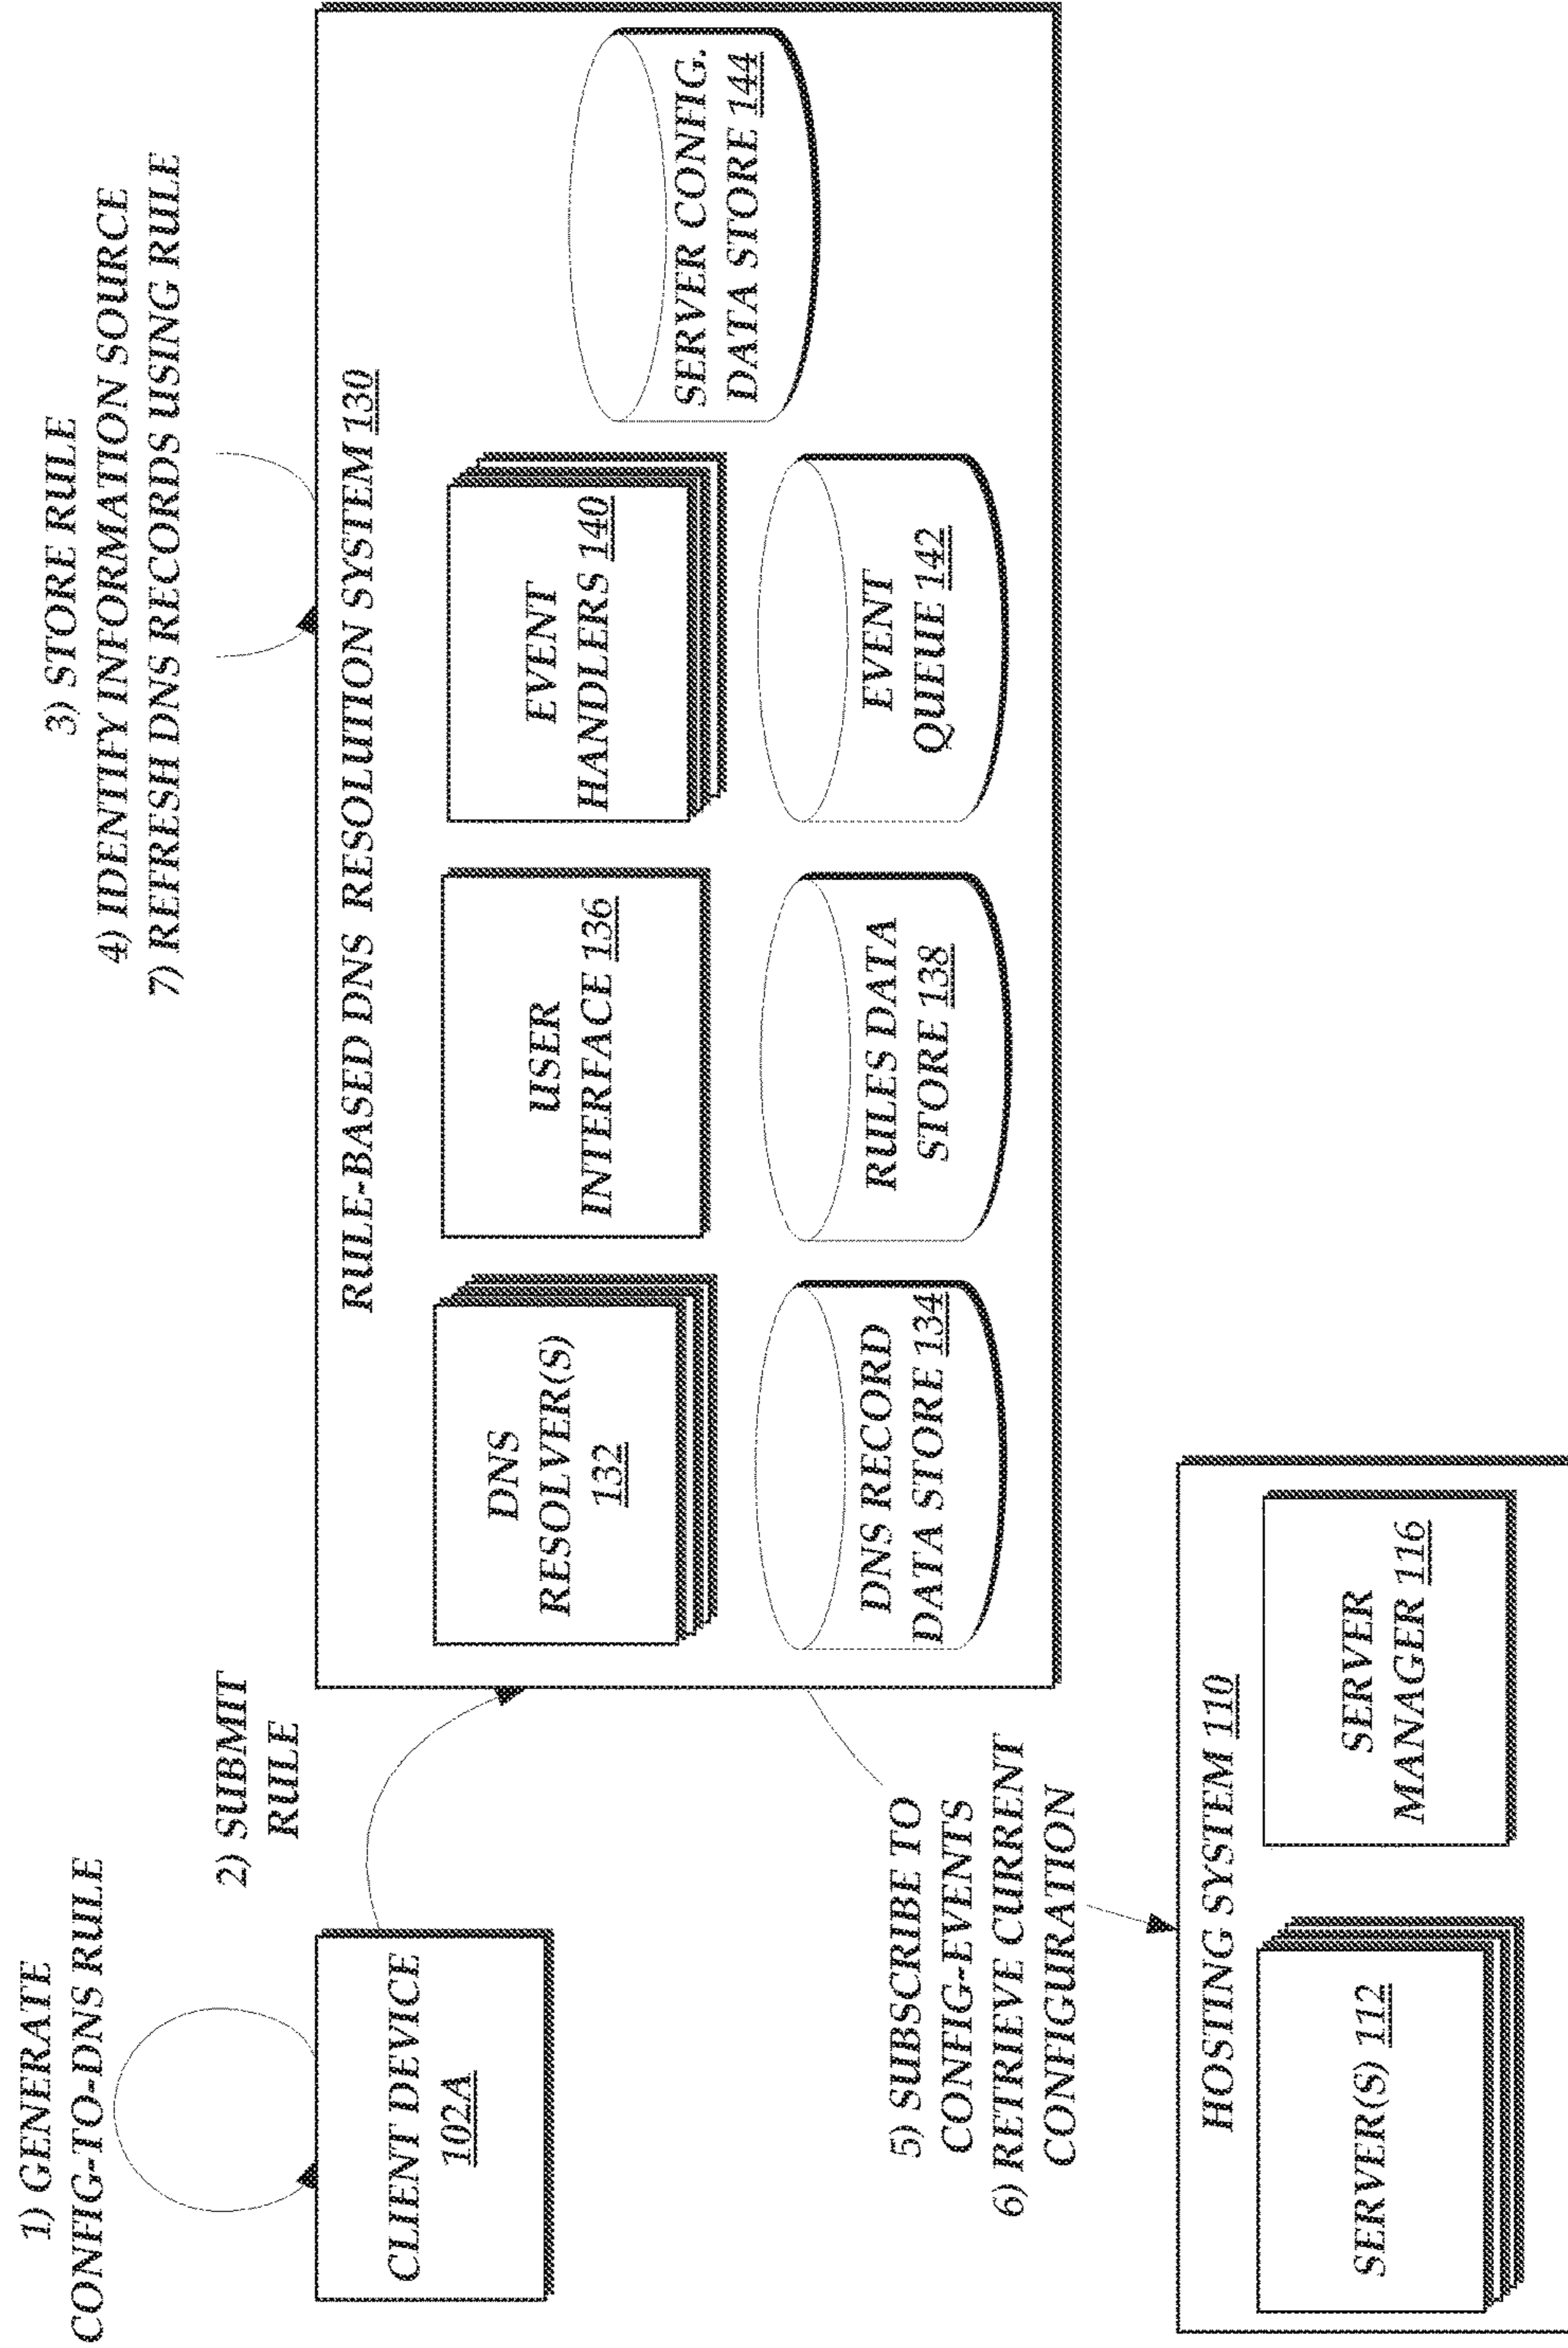 1) GENERATE
CONFIG-TO-DNS RULE
2) SUBMIT
RULE
3) STORE RULE
4) IDENTIFY INFORMATION SOURCE
7) REFRESH DNS RECORDS USING RULE
CLIENT DEVICE
102A
RULE-BASED DNS RESOLUTION SYSTEM 130
DNS
RESOLVER(S)
132
USER
INTERFACE 136
EVENT
HANDLERS 140
SERVER CONFIG.
DATA STORE 144
DNS RECORD
DATA STORE 134
RULES DATA
STORE 138
EVENT
QUEUE 142
5) SUBSCRIBE TO
CONFIG-EVENTS
6) RETRIEVE CURRENT
CONFIGURATION
HOSTING SYSTEM 110
SERVER(S) 112
SERVER
MANAGER 116